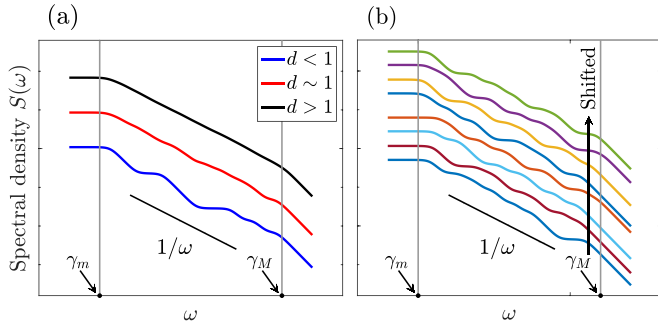 (a)
(b)
Spectral density S(ω)
d < 1
d ∼ 1
d > 1
1/ω
γm
γM
ω
Shifted
1/ω
γm
γM
ω